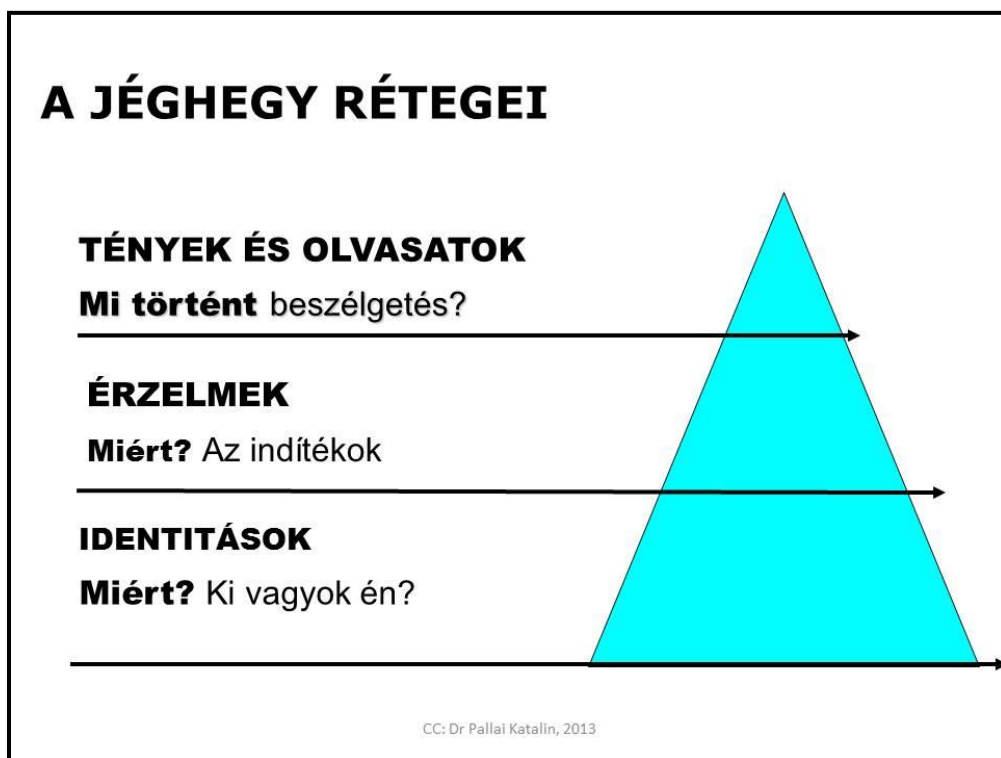 A JÉGHEGY RÉTEGEI
TÉNYEK ÉS OLVASATOK
Mi történt beszélgetés?
ÉRZELMEK
Miért? Az indítékok
IDENTITÁSOK
Miért? Ki vagyok én?
CC: Dr Pallai Katalin, 2013